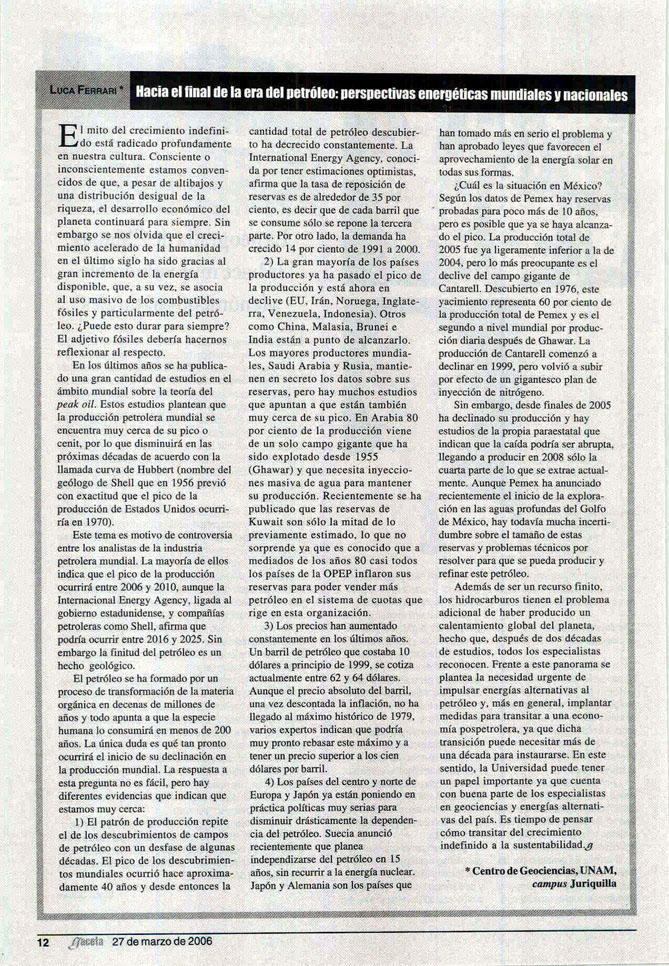 LUCA FERRARI *
Hacia el final de la era del petróleo: perspectivas energéticas mundiales y nacionales
El mito del crecimiento indefini-
do está radicado profundamente
en nuestra cultura. Consciente o
inconscientemente estamos conven-
cidos de que, a pesar de altibajos y
una distribución desigual de la
riqueza, el desarrollo económico del
planeta continuará para siempre. Sin
embargo se nos olvida que el creci-
miento acelerado de la humanidad
en el último siglo ha sido gracias al
gran incremento de la energía
disponible, que, a su vez, se asocia
al uso masivo de los combustibles
fósiles y particularmente del petró-
leo. ¿Puede esto durar para siempre?
El adjetivo fósiles debería hacernos
reflexionar al respecto.
En los últimos años se ha publica-
do una gran cantidad de estudios en el
ámbito mundial sobre la teoría del
peak oil. Estos estudios plantean que
la producción petrolera mundial se
encuentra muy cerca de su pico o
cenit, por lo que disminuirá en las
próximas décadas de acuerdo con la
llamada curva de Hubbert (nombre del
geólogo de Shell que en 1956 previó
con exactitud que el pico de la
producción de Estados Unidos ocurri-
ría en 1970).
Este tema es motivo de controversia
entre los analistas de la industria
petrolera mundial. La mayoría de ellos
indica que el pico de la producción
ocurrirá entre 2006 y 2010, aunque la
Internacional Energy Agency, ligada al
gobierno estadunidense, y compañías
petroleras como Shell, afirma que
podría ocurrir entre 2016 y 2025. Sin
embargo la finitud del petróleo es un
hecho geológico.
El petróleo se ha formado por un
proceso de transformación de la materia
orgánica en decenas de millones de
años y todo apunta a que la especie
humana lo consumirá en menos de 200
años. La única duda es qué tan pronto
ocurrirá el inicio de su declinación en
la producción mundial. La respuesta a
esta pregunta no es fácil, pero hay
diferentes evidencias que indican que
estamos muy cerca:
1) El patrón de producción repite
el de los descubrimientos de campos
de petróleo con un desfase de algunas
décadas. El pico de los descubrimien-
tos mundiales ocurrió hace aproxima-
damente 40 años y desde entonces la
cantidad total de petróleo descubier-
to ha decrecido constantemente. La
International Energy Agency, conoci-
da por tener estimaciones optimistas,
afirma que la tasa de reposición de
reservas es de alrededor de 35 por
ciento, es decir que de cada barril que
se consume sólo se repone la tercera
parte. Por otro lado, la demanda ha
crecido 14 por ciento de 1991 a 2000.
2) La gran mayoría de los países
productores ya ha pasado el pico de
la producción y está ahora en
declive (EU, Irán, Noruega, Inglate-
rra, Venezuela, Indonesia). Otros
como China, Malasia, Brunei e
India están a punto de alcanzarlo.
Los mayores productores mundia-
les, Saudi Arabia y Rusia, mantie-
nen en secreto los datos sobre sus
reservas, pero hay muchos estudios
que apuntan a que están también
muy cerca de su pico. En Arabia 80
por ciento de la producción viene
de un solo campo gigante que ha
sido explotado desde 1955
(Ghawar) y que necesita inyeccio-
nes masiva de agua para mantener
su producción. Recientemente se ha
publicado que las reservas de
Kuwait son sólo la mitad de lo
previamente estimado, lo que no
sorprende ya que es conocido que a
mediados de los años 80 casi todos
los países de la OPEP inflaron sus
reservas para poder vender más
petróleo en el sistema de cuotas que
rige en esta organización.
3) Los precios han aumentado
constantemente en los últimos años.
Un barril de petróleo que costaba 10
dólares a principio de 1999, se cotiza
actualmente entre 62 y 64 dólares.
Aunque el precio absoluto del barril,
una vez descontada la inflación, no ha
llegado al máximo histórico de 1979,
varios expertos indican que podría
muy pronto rebasar este máximo y a
tener un precio superior a los cien
dólares por barril.
4) Los países del centro y norte de
Europa y Japón ya están poniendo en
práctica políticas muy serias para
disminuir drásticamente la dependen-
cia del petróleo. Suecia anunció
recientemente que planea
independizarse del petróleo en 15
años, sin recurrir a la energía nuclear.
Japón y Alemania son los países que
han tomado más en serio el problema y
han aprobado leyes que favorecen el
aprovechamiento de la energía solar en
todas sus formas.
¿Cuál es la situación en México?
Según los datos de Pemex hay reservas
probadas para poco más de 10 años,
pero es posible que ya se haya alcanza-
do el pico. La producción total de
2005 fue ya ligeramente inferior a la de
2004, pero lo más preocupante es el
declive del campo gigante de
Cantarell. Descubierto en 1976, este
yacimiento representa 60 por ciento de
la producción total de Pemex y es el
segundo a nivel mundial por produc-
ción diaria después de Ghawar. La
producción de Cantarell comenzó a
declinar en 1999, pero volvió a subir
por efecto de un gigantesco plan de
inyección de nitrógeno.
Sin embargo, desde finales de 2005
ha declinado su producción y hay
estudios de la propia paraestatal que
indican que la caída podría ser abrupta,
llegando a producir en 2008 sólo la
cuarta parte de lo que se extrae actual-
mente. Aunque Pemex ha anunciado
recientemente el inicio de la explora-
ción en las aguas profundas del Golfo
de México, hay todavía mucha incerti-
dumbre sobre el tamaño de estas
reservas y problemas técnicos por
resolver para que se pueda producir y
refinar este petróleo.
Además de ser un recurso finito,
los hidrocarburos tienen el problema
adicional de haber producido un
calentamiento global del planeta,
hecho que, después de dos décadas
de estudios, todos los especialistas
reconocen. Frente a este panorama se
plantea la necesidad urgente de
impulsar energías alternativas al
petróleo y, más en general, implantar
medidas para transitar a una econo-
mía pospetrolera, ya que dicha
transición puede necesitar más de
una década para instaurarse. En este
sentido, la Universidad puede tener
un papel importante ya que cuenta
con buena parte de los especialistas
en geociencias y energías alternati-
vas del país. Es tiempo de pensar
cómo transitar del crecimiento
indefinido a la sustentabilidad.g
* Centro de Geociencias, UNAM,
campus Juriquilla
12 gaceta 27 de marzo de 2006